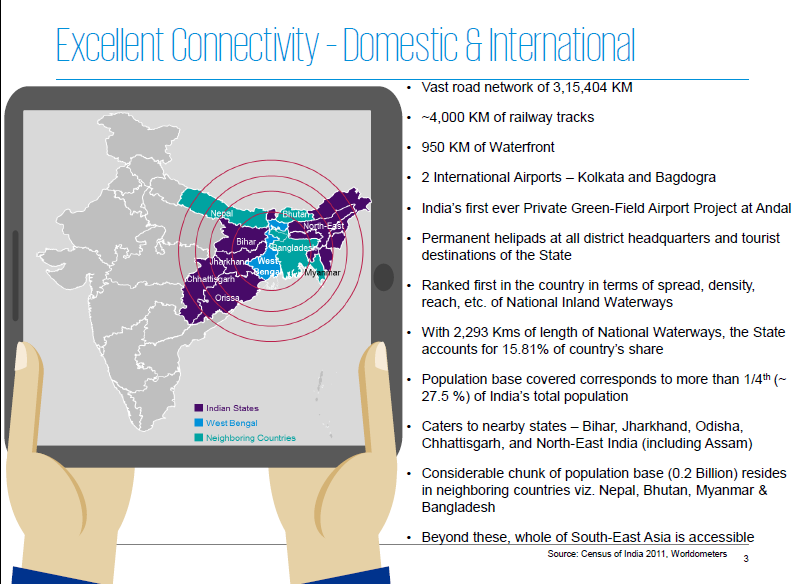 Excellent Connectivity - Domestic & International
• Vast road network of 3,15,404 KM
• ~4,000 KM of railway tracks
• 950 KM of Waterfront
• 2 International Airports – Kolkata and Bagdogra
• India's first ever Private Green-Field Airport Project at Andal
• Permanent helipads at all district headquarters and tourist
destinations of the State
• Ranked first in the country in terms of spread, density,
reach, etc. of National Inland Waterways
• With 2,293 Kms of length of National Waterways, the State
accounts for 15.81% of country's share
• Population base covered corresponds to more than 1/4th (~
27.5 %) of India's total population
• Caters to nearby states – Bihar, Jharkhand, Odisha,
Chhattisgarh, and North-East India (including Assam)
• Considerable chunk of population base (0.2 Billion) resides
in neighboring countries viz. Nepal, Bhutan, Myanmar &
Bangladesh
• Beyond these, whole of South-East Asia is accessible
Nepal
Bhutan
North-East
Bihar
Bangladesh
Jharkhand
West
Bengal
Myanmar
Chhattisgarh
Orissa
Indian States
West Bengal
Neighboring Countries
Source: Census of India 2011, Worldometers
3